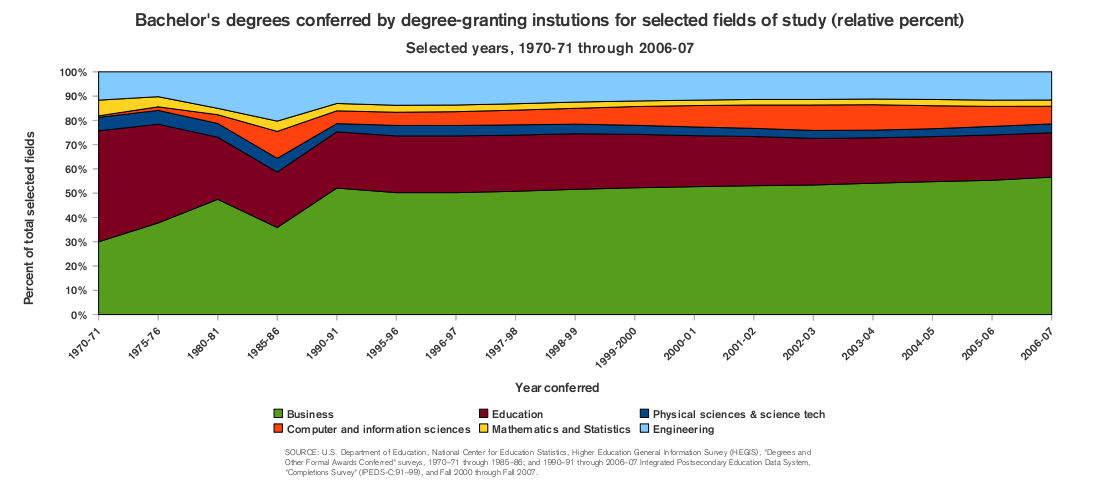 Bachelor's degrees conferred by degree-granting instutions for selected fields of study (relative percent)
Selected years, 1970-71 through 2006-07
100%
90%
80%
70%
60%
50%
40%
30%
20%
10%
0%
Percent of total selected fields
1970-71
1975-76
1980-81
1985-86
1990-91
1995-96
1996-97
1997-98
1998-99
1999-2000
2000-01
2001-02
2002-03
2003-04
2004-05
2005-06
2006-07
Year conferred
Business
Education
Physical sciences & science tech
Computer and information sciences
Mathematics and Statistics
Engineering
SOURCE: U.S. Department of Education, National Center for Education Statistics, Higher Education General Information Survey (HEGIS), "Degrees and
Other Formal Awards Conferred" surveys, 1970–71 through 1985–86; and 1990–91 through 2006–07 Integrated Postsecondary Education Data System,
"Completions Survey" (IPEDS-C:91–99), and Fall 2000 through Fall 2007.